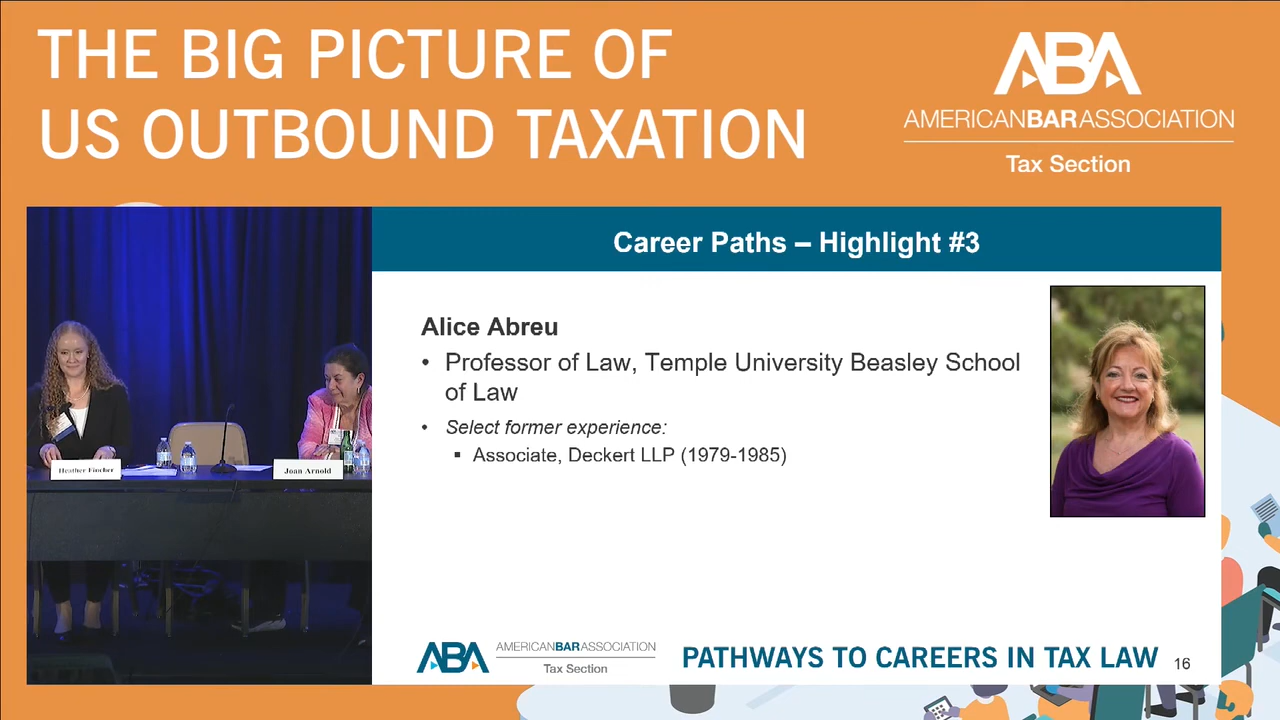 THE BIG PICTURE OF
US OUTBOUND TAXATION
ABA
AMERICANBARASSOCIATION
Tax Section
Career Paths – Highlight #3
Alice Abreu
• Professor of Law, Temple University Beasley School
of Law
• Select former experience:
▪ Associate, Deckert LLP (1979-1985)
Heather Fincher
Joan Arnold
ABA
AMERICANBARASSOCIATION
Tax Section
PATHWAYS TO CAREERS IN TAX LAW
16